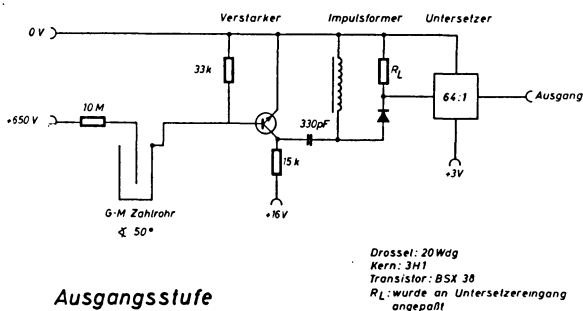 Verstarker
Impulsformer
Untersetzer
0 V
33k
R_L
64:1
Ausgang
10 M
+650 V
330pF
15 k
+3V
G-M Zahlrohr
∢ 50°
+16 V
Drossel: 20 Wdg
Kern: 3H1
Transistor: BSX 38
R_L: wurde an Untersetzereingang
angepaßt
Ausgangsstufe